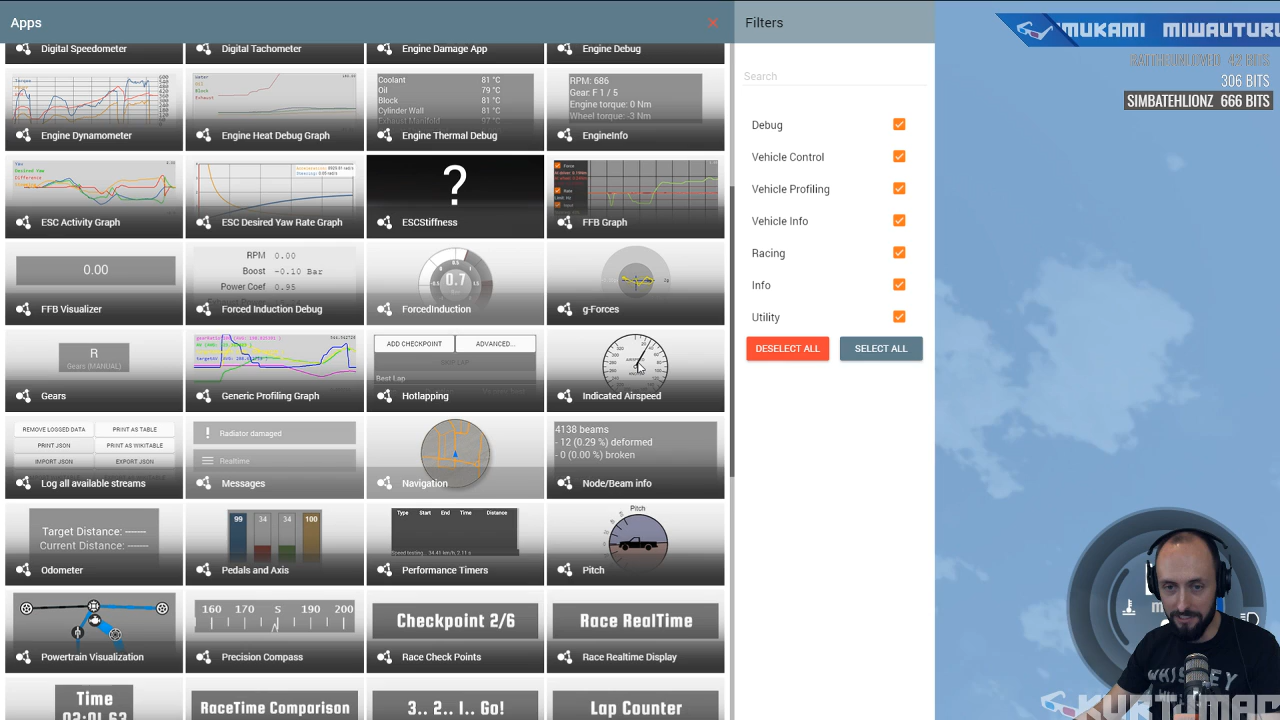 Apps
Filters
Digital Speedometer
Digital Tachometer
Engine Damage App
Engine Debug
Engine Dynamometer
Engine Heat Debug Graph
Coolant 81 °C
Oil 79 °C
Block 81 °C
Cylinder Wall 81 °C
Exhaust Manifold 97 °C
Engine Thermal Debug
RPM: 686
Gear: F 1 / 5
Engine torque: 0 Nm
Wheel torque: -3 Nm
EngineInfo
ESC Activity Graph
ESC Desired Yaw Rate Graph
?
ESCStiffness
FFB Graph
0.00
FFB Visualizer
RPM 0.00
Boost -0.10 Bar
Power Coef 0.95
Forced Induction Debug
0.7
ForcedInduction
g-Forces
R
Gears (MANUAL)
Gears
Generic Profiling Graph
ADD CHECKPOINT
ADVANCED...
Best Lap
Hotlapping
Indicated Airspeed
REMOVE LOGGED DATA
PRINT AS TABLE
PRINT JSON
PRINT AS WIKITABLE
IMPORT JSON
EXPORT JSON
Log all available streams
! Radiator damaged
Realtime
Messages
Navigation
4138 beams
- 12 (0.29 %) deformed
- 0 (0.00 %) broken
Node/Beam info
Target Distance: -------
Current Distance: -------
Odometer
99 34 34 100
Pedals and Axis
Type Start End Time Distance
Performance Timers
Pitch
Pitch
Powertrain Visualization
160 170 S 190 200
Precision Compass
Checkpoint 2/6
Race Check Points
Race RealTime
Race Realtime Display
Time
RaceTime Comparison
3.. 2.. 1.. Go!
Lap Counter
Search
Debug
Vehicle Control
Vehicle Profiling
Vehicle Info
Racing
Info
Utility
DESELECT ALL
SELECT ALL
306 BITS
SIMBATEHLIONZ 666 BITS
WHISKEY
KURTJMAC